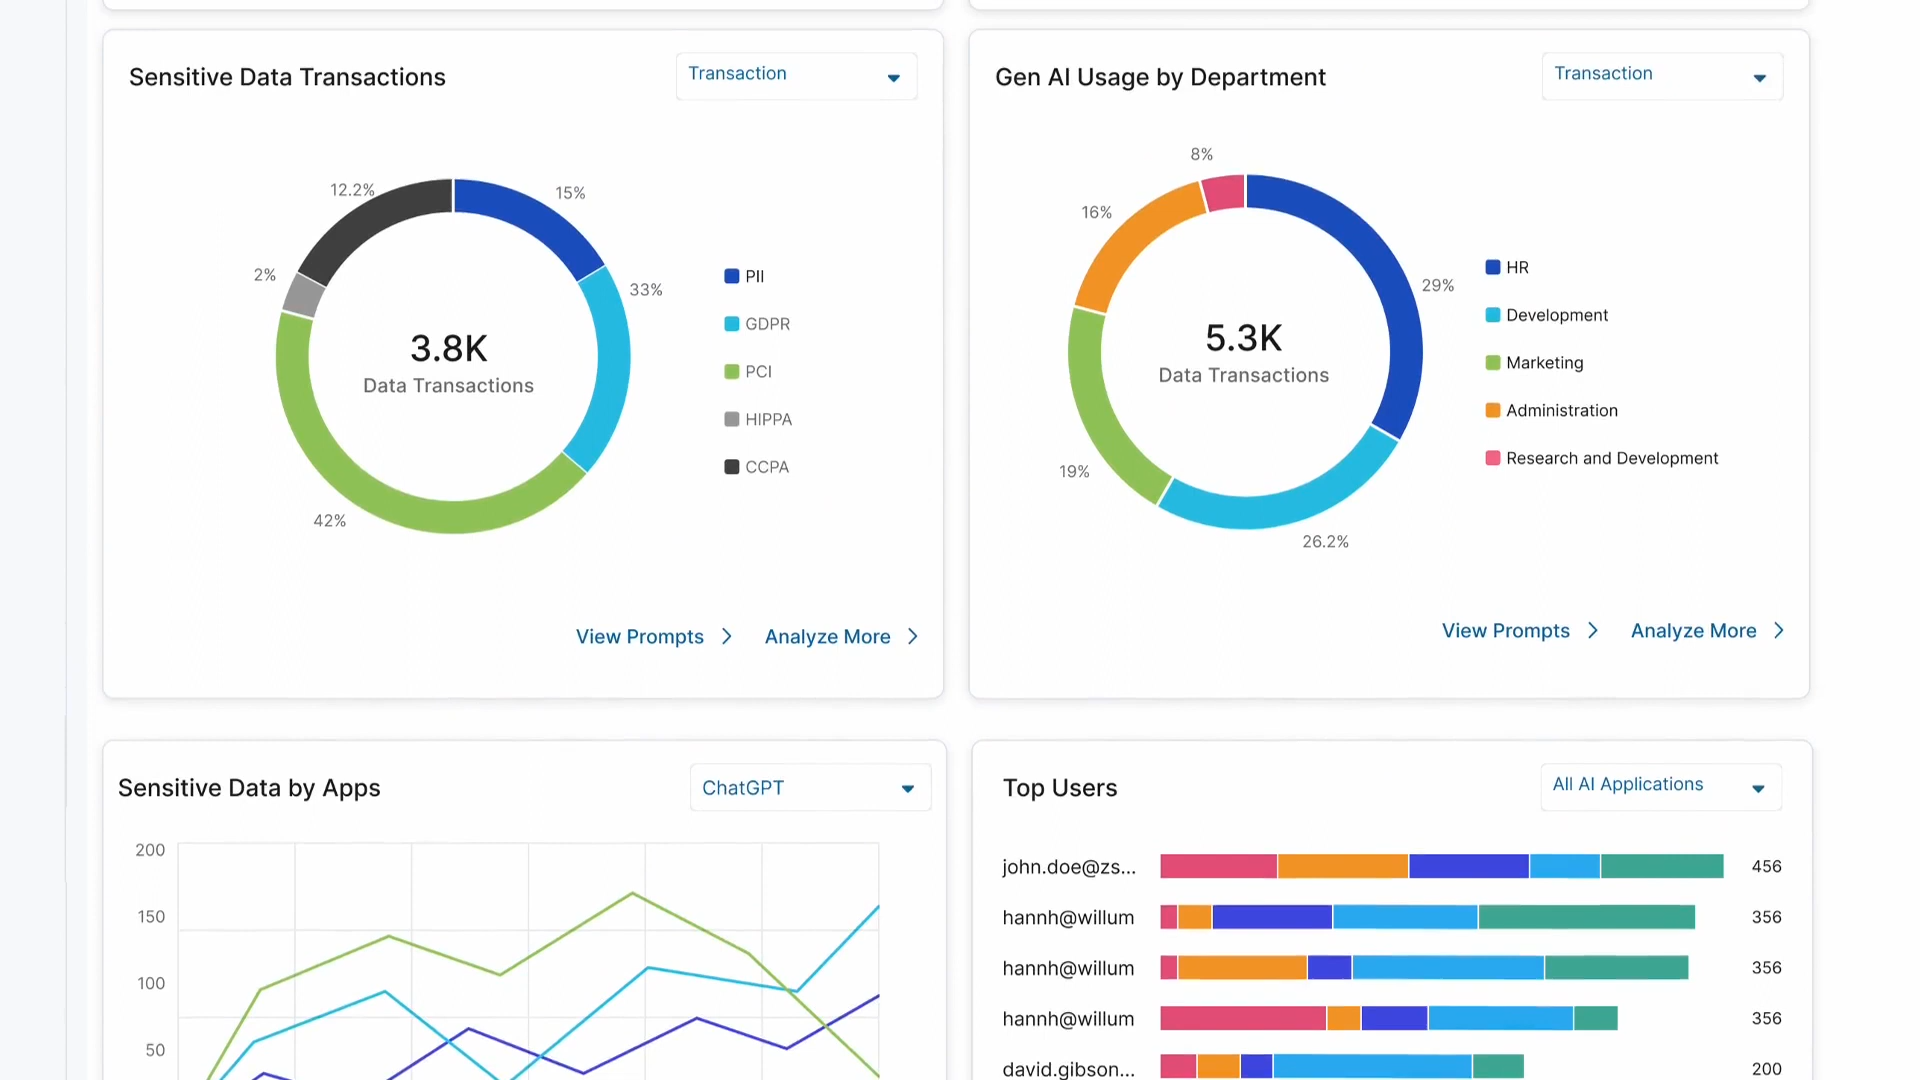 Sensitive Data Transactions
Transaction
12.2%
15%
2%
33%
42%
3.8K
Data Transactions
PII
GDPR
PCI
HIPPA
CCPA
View Prompts
Analyze More
Gen AI Usage by Department
Transaction
8%
16%
29%
19%
26.2%
5.3K
Data Transactions
HR
Development
Marketing
Administration
Research and Development
View Prompts
Analyze More
Sensitive Data by Apps
ChatGPT
200
150
100
50
Top Users
All AI Applications
john.doe@zs... 456
hannh@willum 356
hannh@willum 356
hannh@willum 356
david.gibson... 200